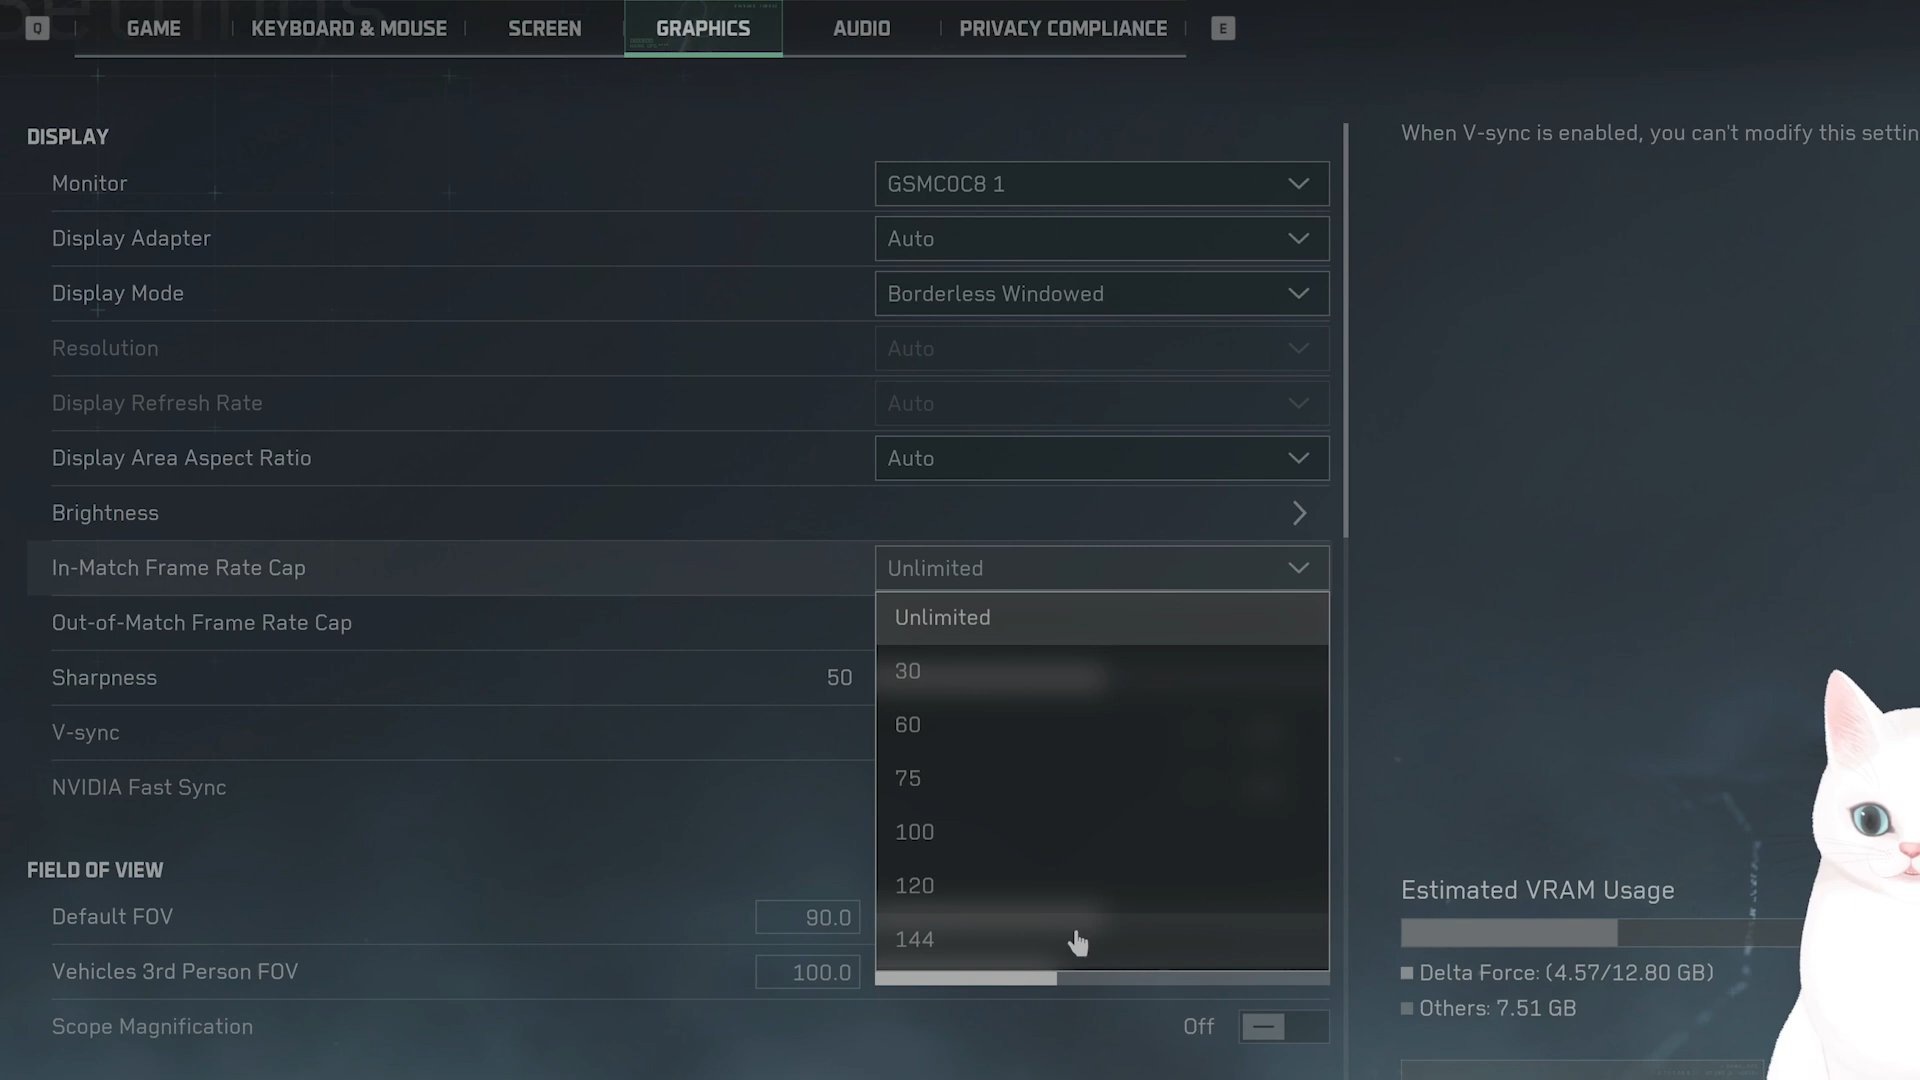 Q GAME KEYBOARD & MOUSE SCREEN GRAPHICS AUDIO PRIVACY COMPLIANCE E
DISPLAY
When V-sync is enabled, you can't modify this settin
Monitor GSMC0C8 1
Display Adapter Auto
Display Mode Borderless Windowed
Resolution Auto
Display Refresh Rate Auto
Display Area Aspect Ratio Auto
Brightness
In-Match Frame Rate Cap Unlimited
Out-of-Match Frame Rate Cap
Unlimited
30
60
75
100
120
144
Sharpness 50
V-sync
NVIDIA Fast Sync
FIELD OF VIEW
Default FOV 90.0
Vehicles 3rd Person FOV 100.0
Scope Magnification Off
Estimated VRAM Usage
Delta Force: (4.57/12.80 GB)
Others: 7.51 GB